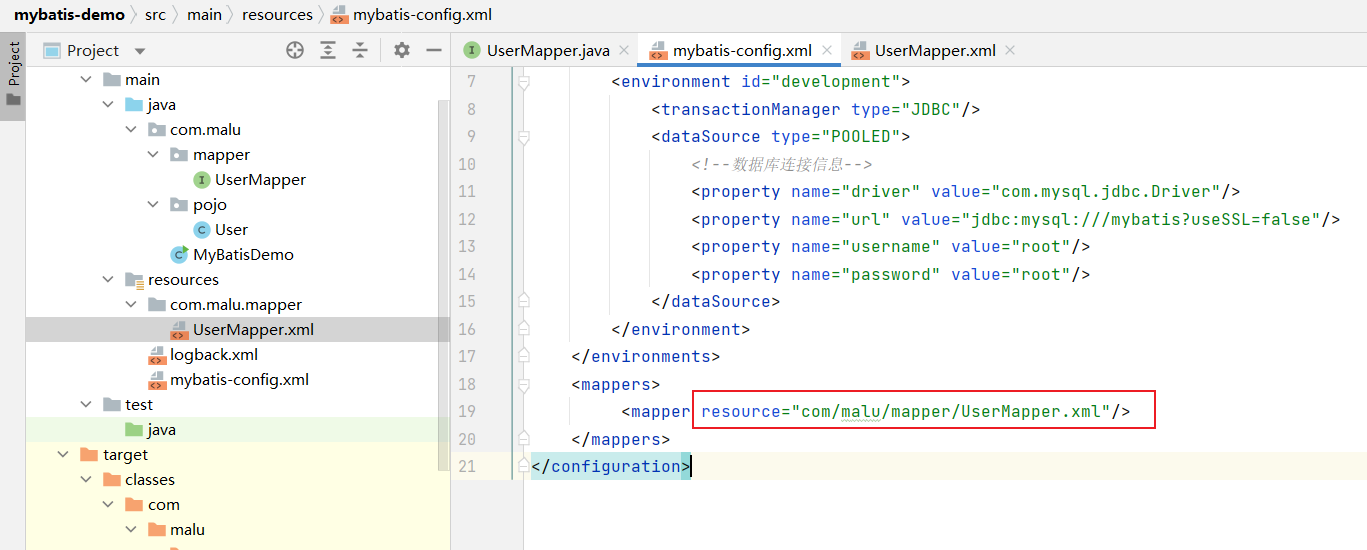 mybatis-demo > src > main > resources > mybatis-config.xml
Project
Project
main
java
com.malu
mapper
UserMapper
pojo
User
MyBatisDemo
resources
com.malu.mapper
UserMapper.xml
logback.xml
mybatis-config.xml
test
java
target
classes
com
malu
UserMapper.java × mybatis-config.xml × UserMapper.xml ×
7 <environment id="development">
8 <transactionManager type="JDBC"/>
9 <dataSource type="POOLED">
10 <!--数据库连接信息-->
11 <property name="driver" value="com.mysql.jdbc.Driver"/>
12 <property name="url" value="jdbc:mysql:///mybatis?useSSL=false"/>
13 <property name="username" value="root"/>
14 <property name="password" value="root"/>
15 </dataSource>
16 </environment>
17 </environments>
18 <mappers>
19 <mapper resource="com/malu/mapper/UserMapper.xml"/>
20 </mappers>
21 </configuration>